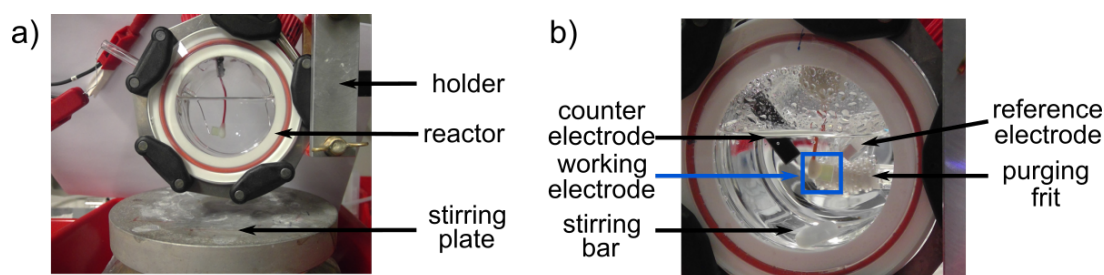 a)
holder
reactor
stirring
plate
b)
counter
electrode
working
electrode
stirring
bar
reference
electrode
purging
frit